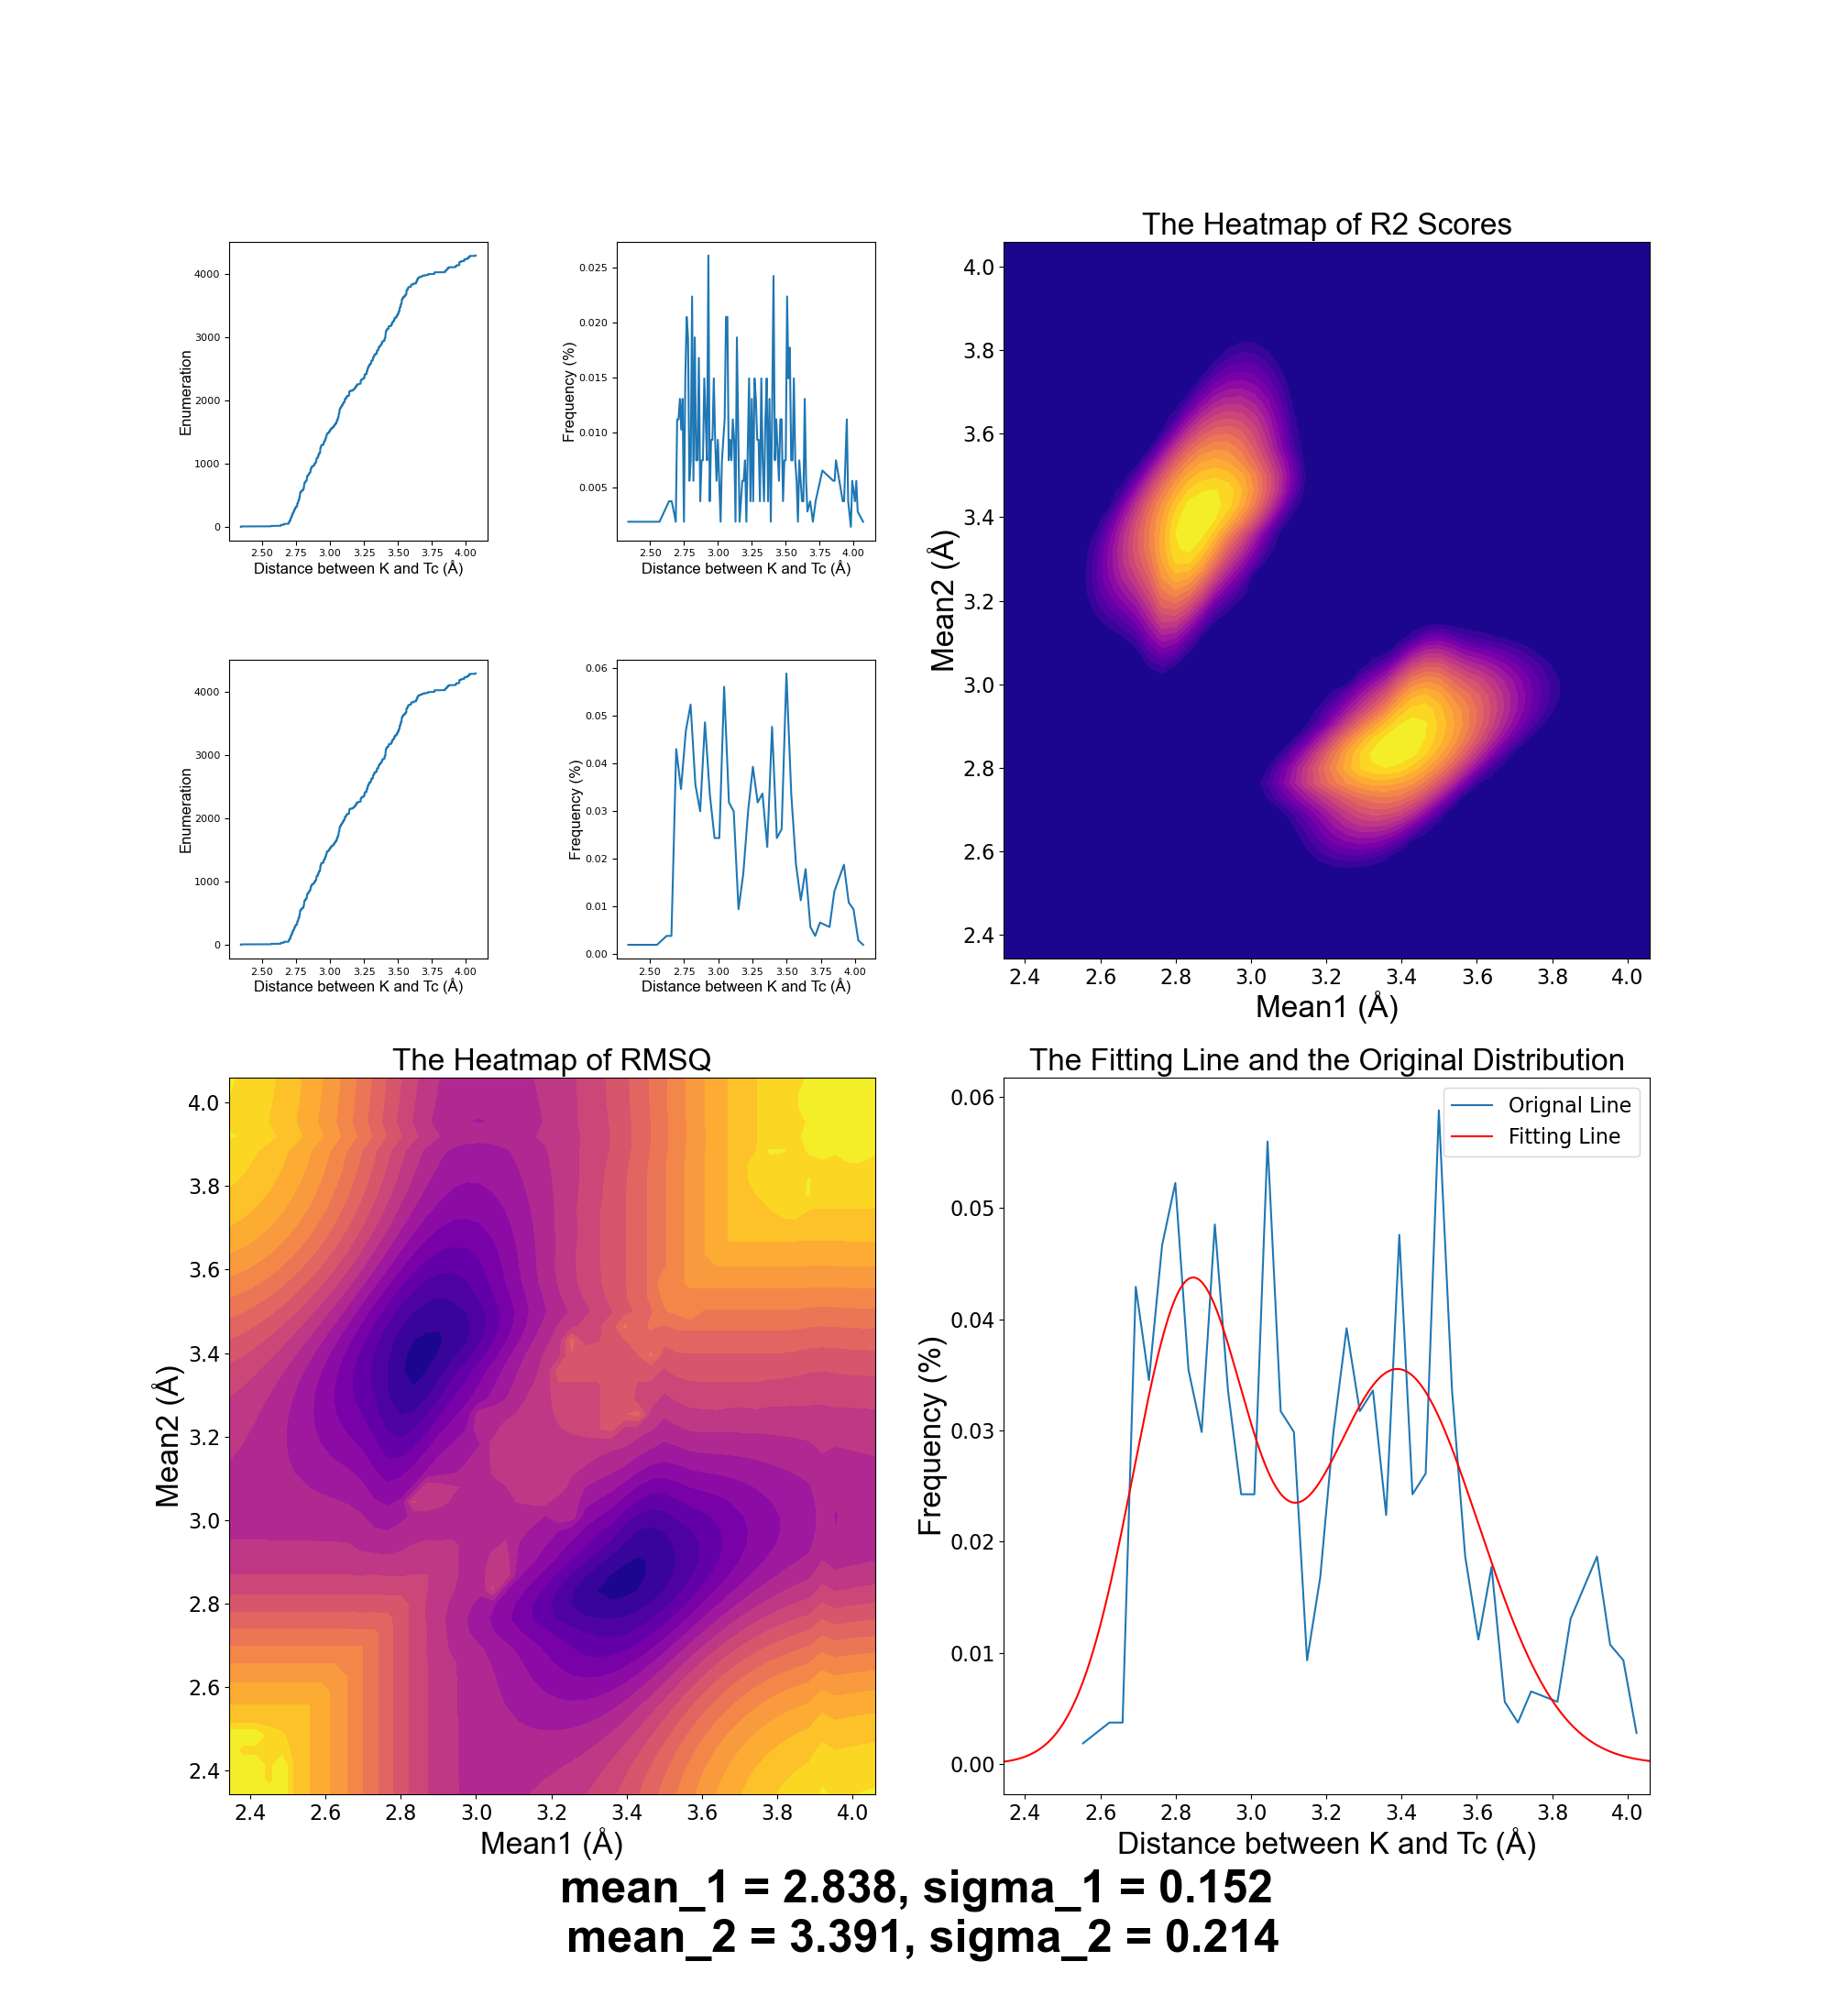 The Heatmap of R2 Scores
4000
3000
2000
1000
0
Enumeration
2.50 2.75 3.00 3.25 3.50 3.75 4.00
Distance between K and Tc (Å)
0.025
0.020
0.015
0.010
0.005
Frequency (%)
2.50 2.75 3.00 3.25 3.50 3.75 4.00
Distance between K and Tc (Å)
4.0
3.8
3.6
3.4
3.2
3.0
2.8
2.6
2.4
Mean2 (Å)
2.4 2.6 2.8 3.0 3.2 3.4 3.6 3.8 4.0
Mean1 (Å)
4000
3000
2000
1000
0
Enumeration
2.50 2.75 3.00 3.25 3.50 3.75 4.00
Distance between K and Tc (Å)
0.06
0.05
0.04
0.03
0.02
0.01
0.00
Frequency (%)
2.50 2.75 3.00 3.25 3.50 3.75 4.00
Distance between K and Tc (Å)
The Heatmap of RMSQ
4.0
3.8
3.6
3.4
3.2
3.0
2.8
2.6
2.4
Mean2 (Å)
2.4 2.6 2.8 3.0 3.2 3.4 3.6 3.8 4.0
Mean1 (Å)
The Fitting Line and the Original Distribution
Orignal Line
Fitting Line
0.06
0.05
0.04
0.03
0.02
0.01
0.00
Frequency (%)
2.4 2.6 2.8 3.0 3.2 3.4 3.6 3.8 4.0
Distance between K and Tc (Å)
mean_1 = 2.838, sigma_1 = 0.152
mean_2 = 3.391, sigma_2 = 0.214